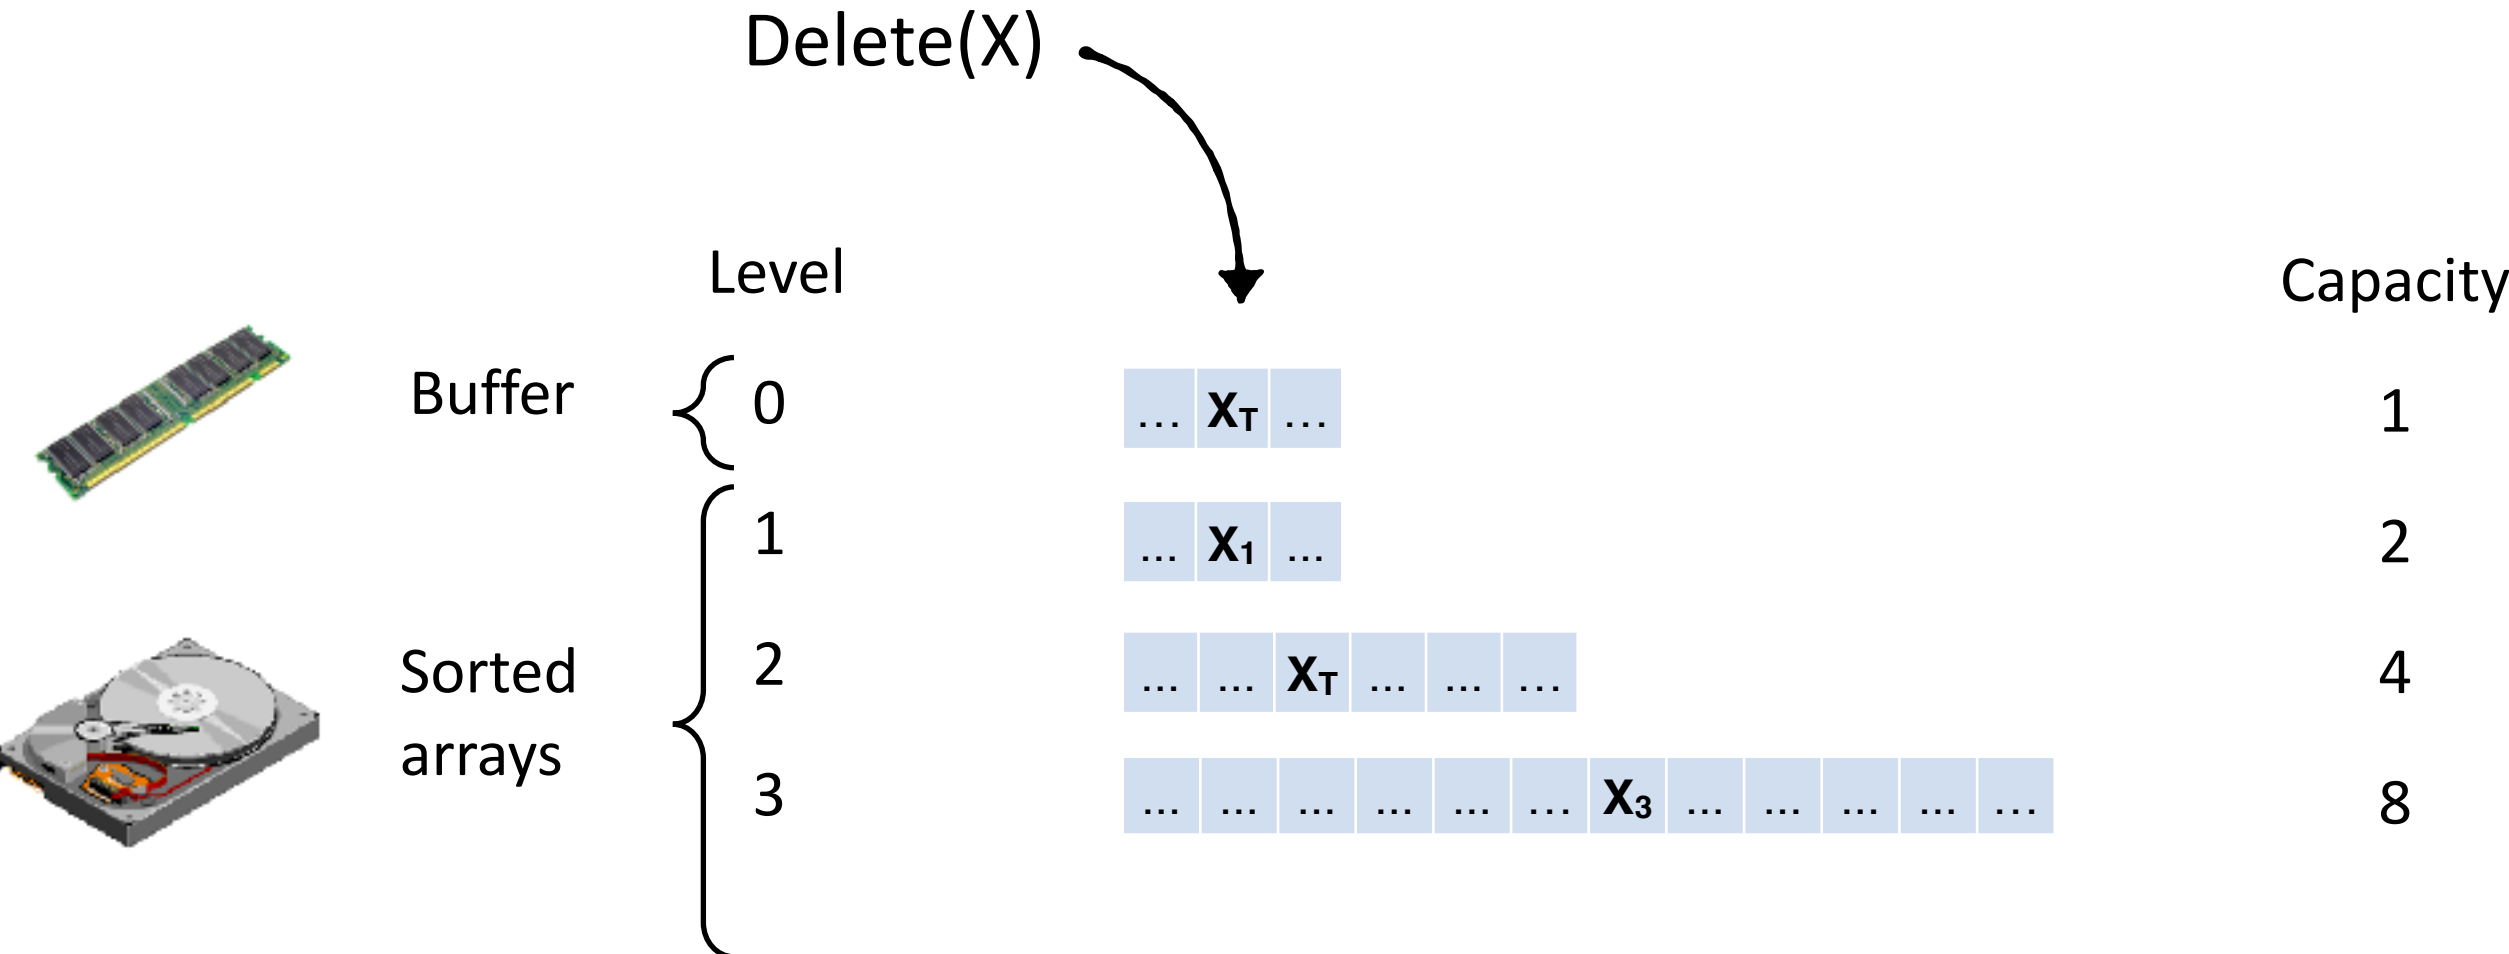 Delete(X)
Level
Capacity
Buffer
0
... XT ...
1
1
... X1 ...
2
Sorted
arrays
2
... ... XT ... ... ...
4
3
... ... ... ... ... ... X3 ... ... ... ... ...
8